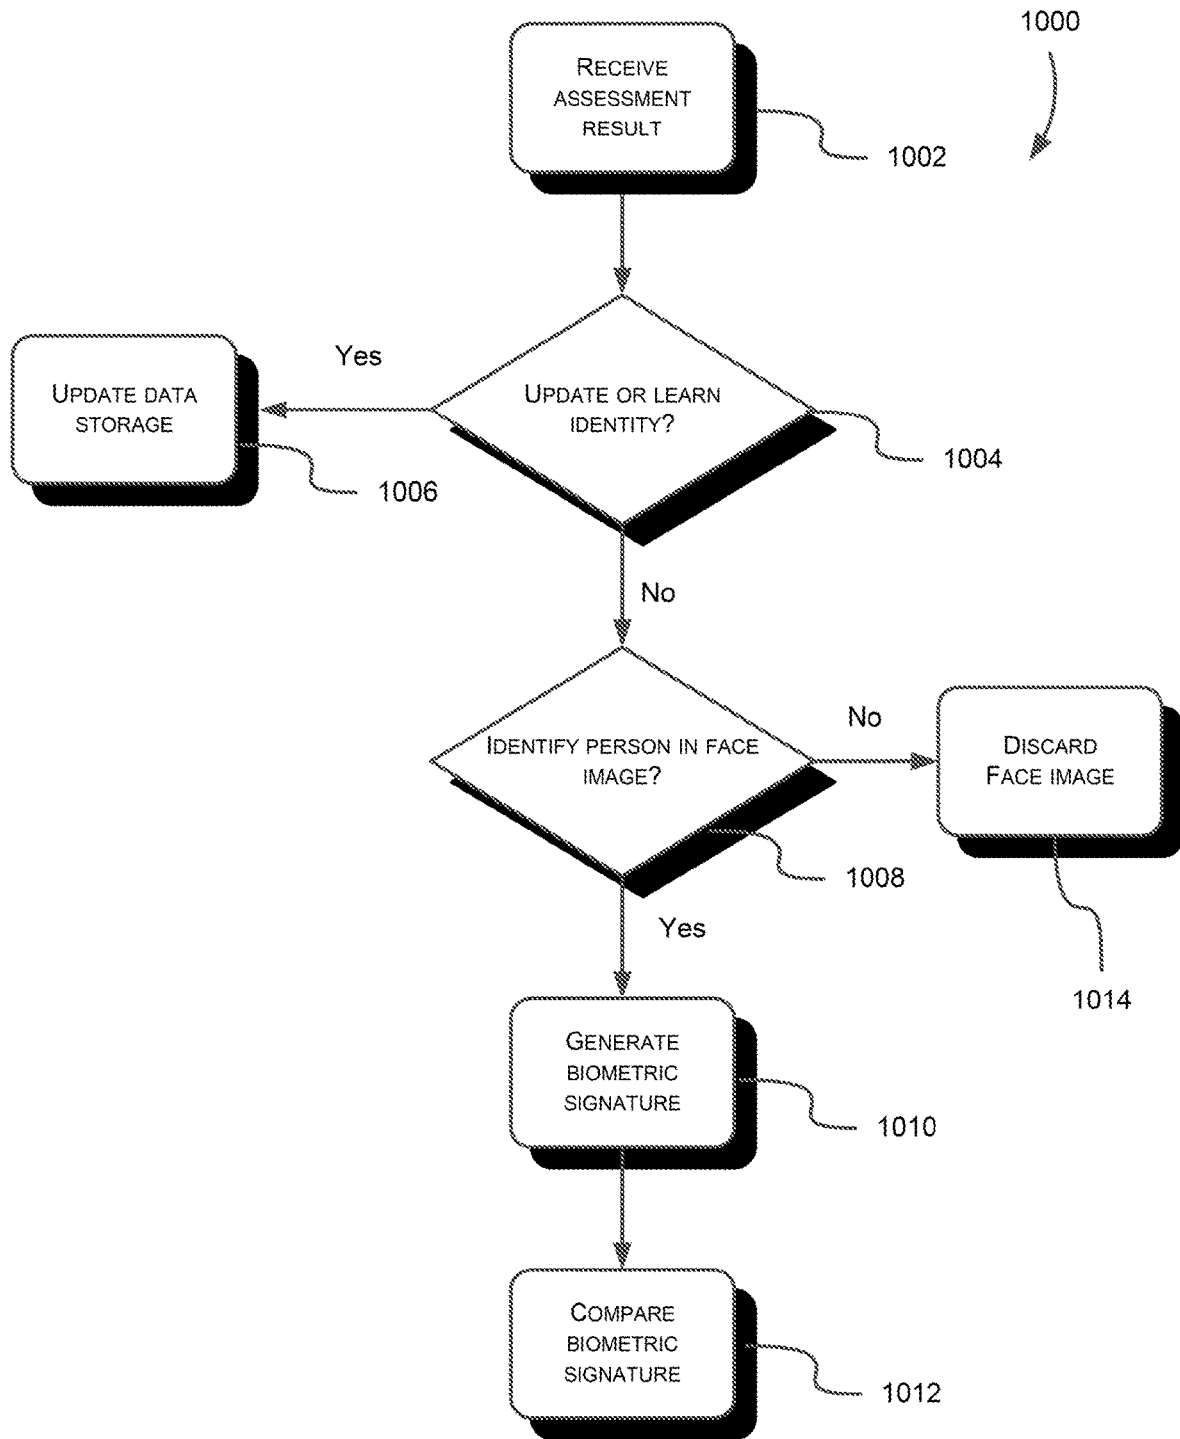 1000
RECEIVE
ASSESSMENT
RESULT
1002
Yes
UPDATE DATA
STORAGE
UPDATE OR LEARN
IDENTITY?
1004
1006
No
IDENTIFY PERSON IN FACE
IMAGE?
No
DISCARD
FACE IMAGE
1008
Yes
1014
GENERATE
BIOMETRIC
SIGNATURE
1010
COMPARE
BIOMETRIC
SIGNATURE
1012